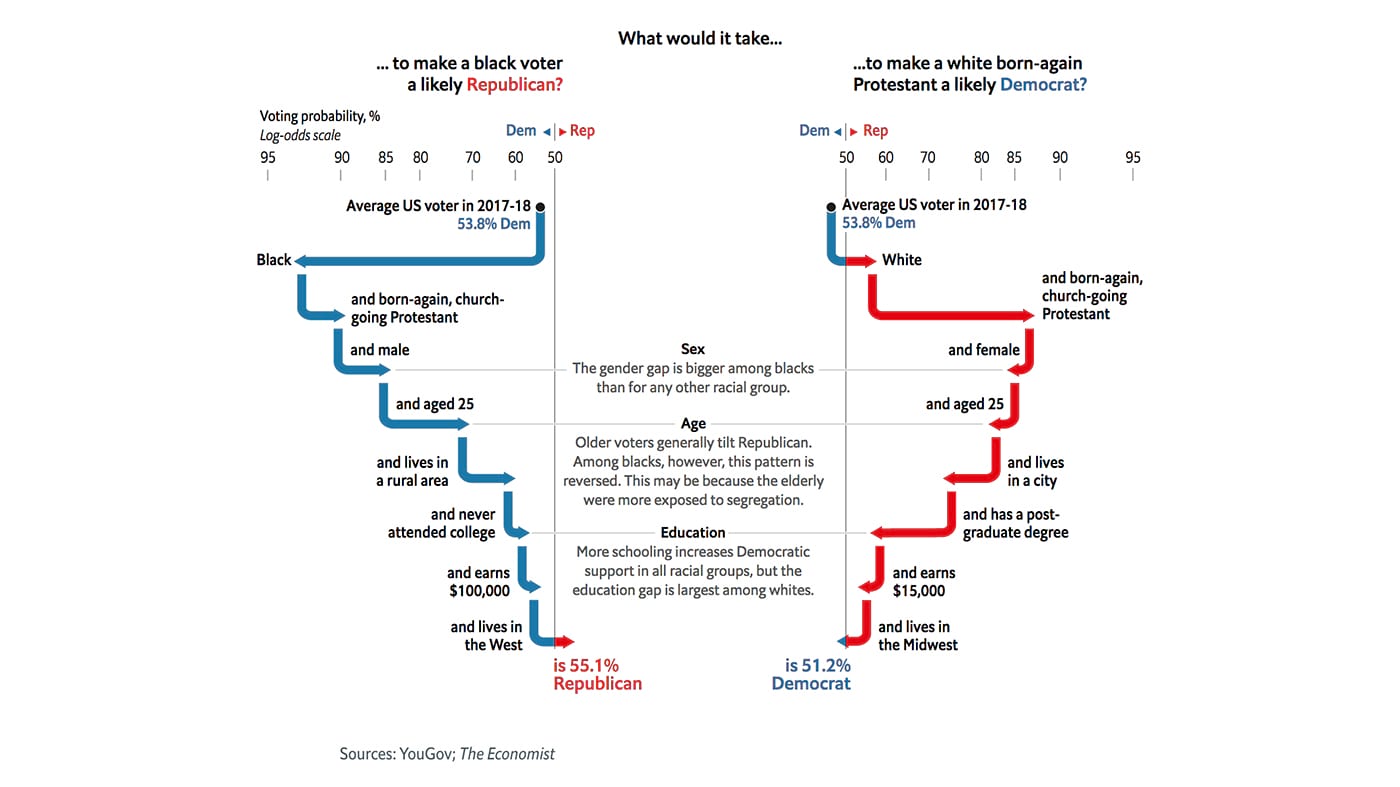 What would it take...
... to make a black voter
a likely Republican?
...to make a white born-again
Protestant a likely Democrat?
Voting probability, %
Log-odds scale
Dem ◄ ► Rep
95 90 85 80 70 60 50
Dem ◄ ► Rep
50 60 70 80 85 90 95
Average US voter in 2017-18
53.8% Dem
Black
and born-again, church-
going Protestant
and male
and aged 25
and lives in
a rural area
and never
attended college
and earns
$100,000
and lives in
the West
is 55.1%
Republican
Sex
The gender gap is bigger among blacks
than for any other racial group.
Age
Older voters generally tilt Republican.
Among blacks, however, this pattern is
reversed. This may be because the elderly
were more exposed to segregation.
Education
More schooling increases Democratic
support in all racial groups, but the
education gap is largest among whites.
Average US voter in 2017-18
53.8% Dem
White
and born-again,
church-going
Protestant
and female
and aged 25
and lives
in a city
and has a post-
graduate degree
and earns
$15,000
and lives in
the Midwest
is 51.2%
Democrat
Sources: YouGov; The Economist